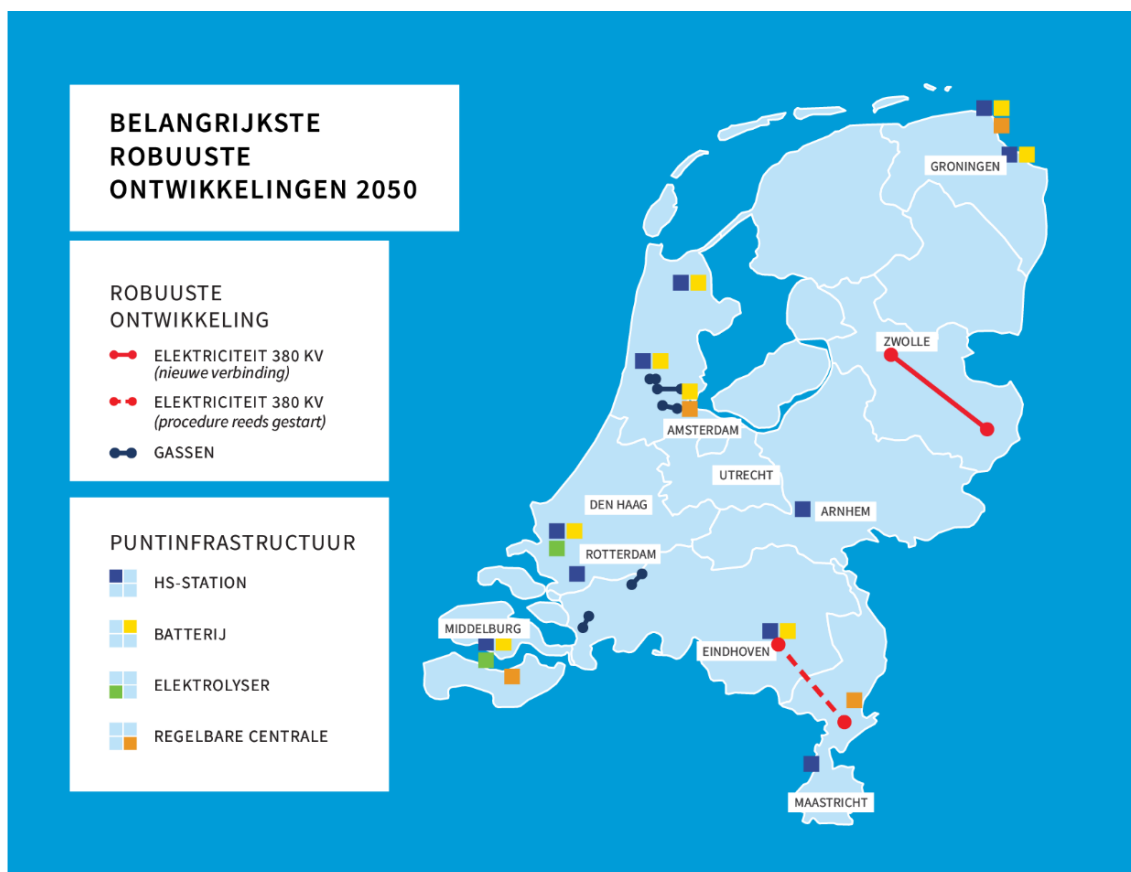 BELANGRIJKSTE
ROBUUSTE
ONTWIKKELINGEN 2050
ROBUUSTE
ONTWIKKELING
ELEKTRICITEIT 380 KV
(nieuwe verbinding)
ELEKTRICITEIT 380 KV
(procedure reeds gestart)
GASSEN
PUNTINFRASTRUCTUUR
HS-STATION
BATTERIJ
ELEKTROLYSER
REGELBARE CENTRALE
GRONINGEN
ZWOLLE
AMSTERDAM
UTRECHT
DEN HAAG
ARNHEM
ROTTERDAM
MIDDELBURG
EINDHOVEN
MAASTRICHT